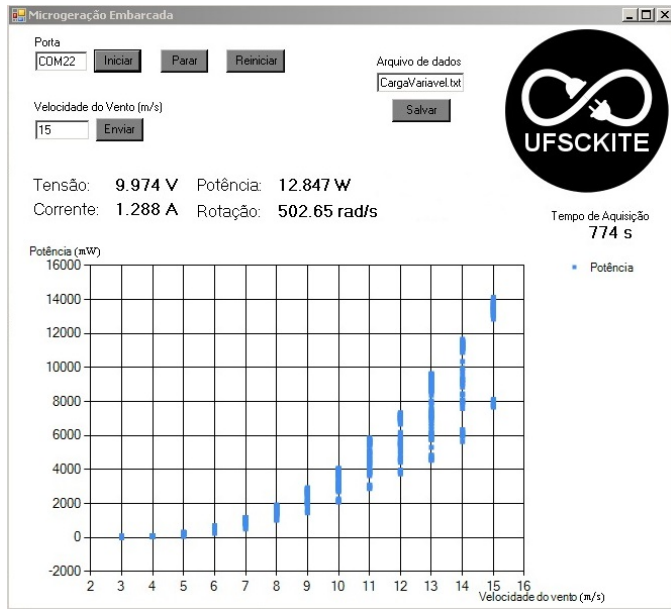 Microgeração Embarcada
Porta
COM22 Iniciar Parar Reiniciar
Arquivo de dados
CargaVariavel.txt
Salvar
Velocidade do Vento (m/s)
15 Enviar
UFSCKITE
Tensão: 9.974 V Potência: 12.847 W
Corrente: 1.288 A Rotação: 502.65 rad/s
Tempo de Aquisição
774 s
Potência (mW)
Potência
16000
14000
12000
10000
8000
6000
4000
2000
0
-2000
2 3 4 5 6 7 8 9 10 11 12 13 14 15 16
Velocidade do vento (m/s)